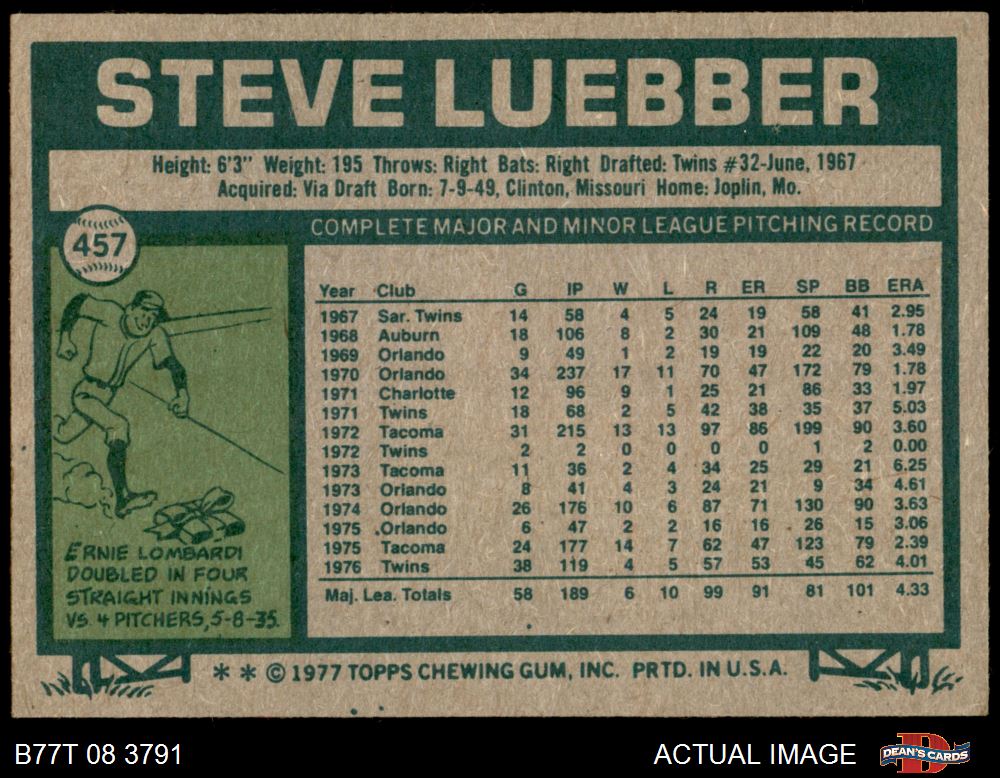 STEVE LUEBBER
Height: 6'3" Weight: 195 Throws: Right Bats: Right Drafted: Twins #32-June, 1967
Acquired: Via Draft Born: 7-9-49, Clinton, Missouri Home: Joplin, Mo.
457
COMPLETE MAJOR AND MINOR LEAGUE PITCHING RECORD
Year Club G IP W L R ER SP BB ERA
1967 Sar. Twins 14 58 4 5 24 19 58 41 2.95
1968 Auburn 18 106 8 2 30 21 109 48 1.78
1969 Orlando 9 49 1 2 19 19 22 20 3.49
1970 Orlando 34 237 17 11 70 47 172 79 1.78
1971 Charlotte 12 96 9 1 25 21 86 33 1.97
1971 Twins 18 68 2 5 42 38 35 37 5.03
1972 Tacoma 31 215 13 13 97 86 199 90 3.60
1972 Twins 2 2 0 0 0 0 1 2 0.00
1973 Tacoma 11 36 2 4 34 25 29 21 6.25
1973 Orlando 8 41 4 3 24 21 9 34 4.61
1974 Orlando 26 176 10 6 87 71 130 90 3.63
1975 Orlando 6 47 2 2 16 16 26 15 3.06
1975 Tacoma 24 177 14 7 62 47 123 79 2.39
1976 Twins 38 119 4 5 57 53 45 62 4.01
Maj. Lea. Totals 58 189 6 10 99 91 81 101 4.33
ERNIE LOMBARDI
DOUBLED IN FOUR
STRAIGHT INNINGS
VS. 4 PITCHERS, 5-8-35.
* * © 1977 TOPPS CHEWING GUM, INC. PRTD. IN U.S.A.
B77T 08 3791
ACTUAL IMAGE
DEAN'S CARDS